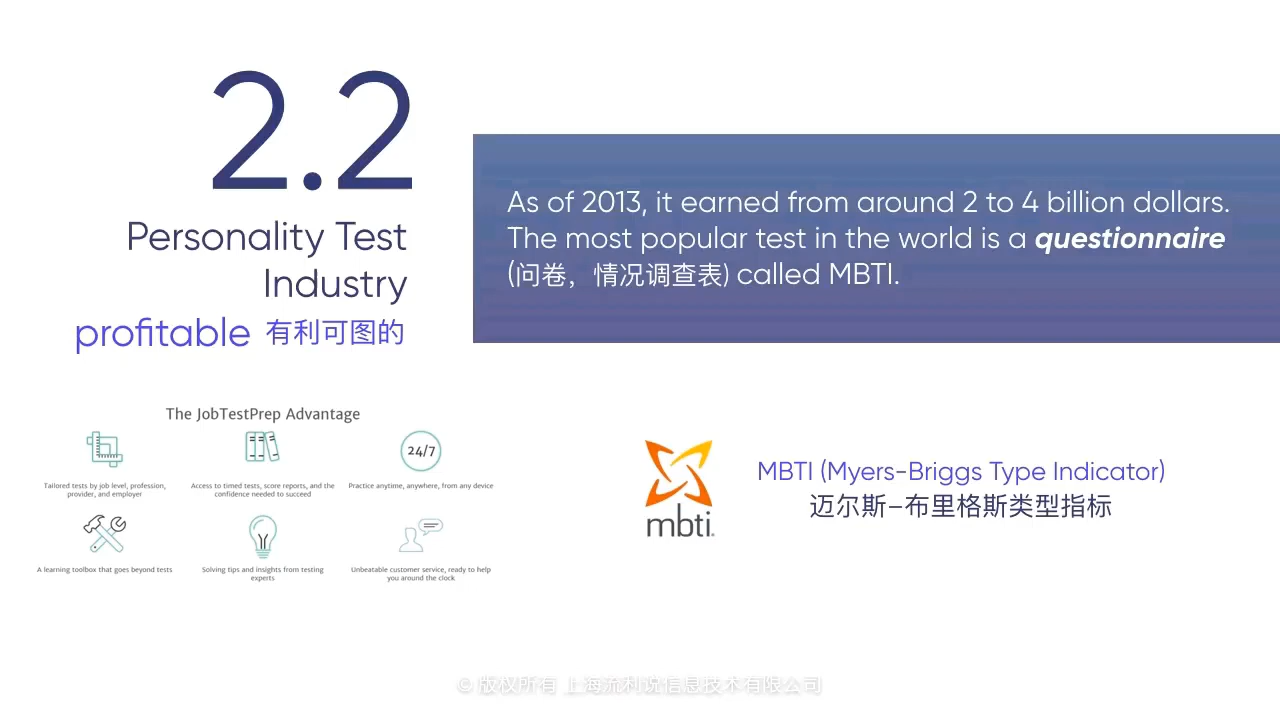 2.2
Personality Test
Industry
profitable 有利可图的
As of 2013, it earned from around 2 to 4 billion dollars.
The most popular test in the world is a questionnaire
(问卷，情况调查表) called MBTI.
The JobTestPrep Advantage
24/7
Tailored tests by job level, profession,
provider, and employer
Access to timed tests, score reports, and the
confidence needed to succeed
Practice anytime, anywhere, from any device
A learning toolbox that goes beyond tests
Solving tips and insights from testing
experts
Unbeatable customer service, ready to help
you around the clock
mbti®
MBTI (Myers-Briggs Type Indicator)
迈尔斯–布里格斯类型指标
© 版权所有 上海流利说信息技术有限公司